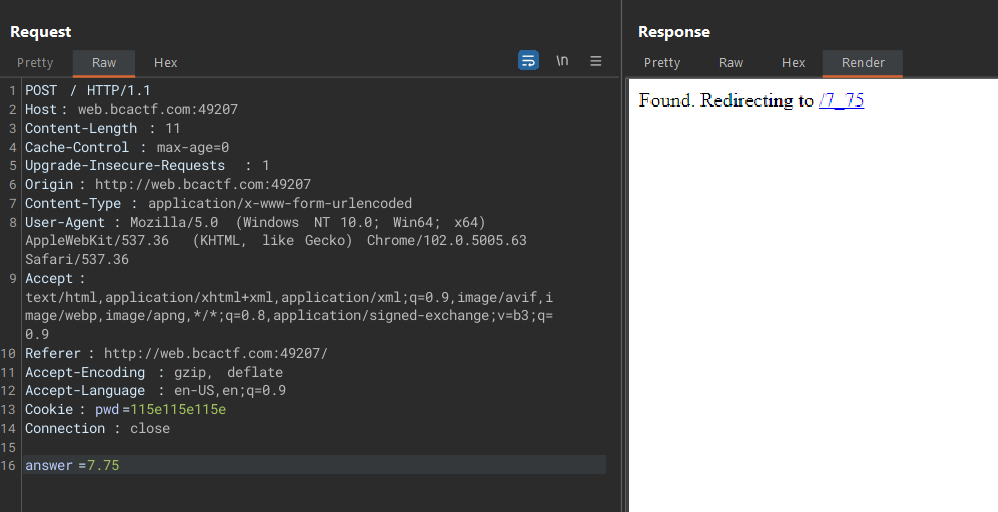 Request
Pretty Raw Hex \n
1 POST / HTTP/1.1
2 Host : web.bcactf.com:49207
3 Content-Length : 11
4 Cache-Control : max-age=0
5 Upgrade-Insecure-Requests : 1
6 Origin : http://web.bcactf.com:49207
7 Content-Type : application/x-www-form-urlencoded
8 User-Agent : Mozilla/5.0 (Windows NT 10.0; Win64; x64)
AppleWebKit/537.36 (KHTML, like Gecko) Chrome/102.0.5005.63
Safari/537.36
9 Accept :
text/html,application/xhtml+xml,application/xml;q=0.9,image/avif,i
mage/webp,image/apng,*/*;q=0.8,application/signed-exchange;v=b3;q=
0.9
10 Referer : http://web.bcactf.com:49207/
11 Accept-Encoding : gzip, deflate
12 Accept-Language : en-US,en;q=0.9
13 Cookie : pwd =115e115e115e
14 Connection : close
15
16 answer =7.75
Response
Pretty Raw Hex Render
Found. Redirecting to /7_75